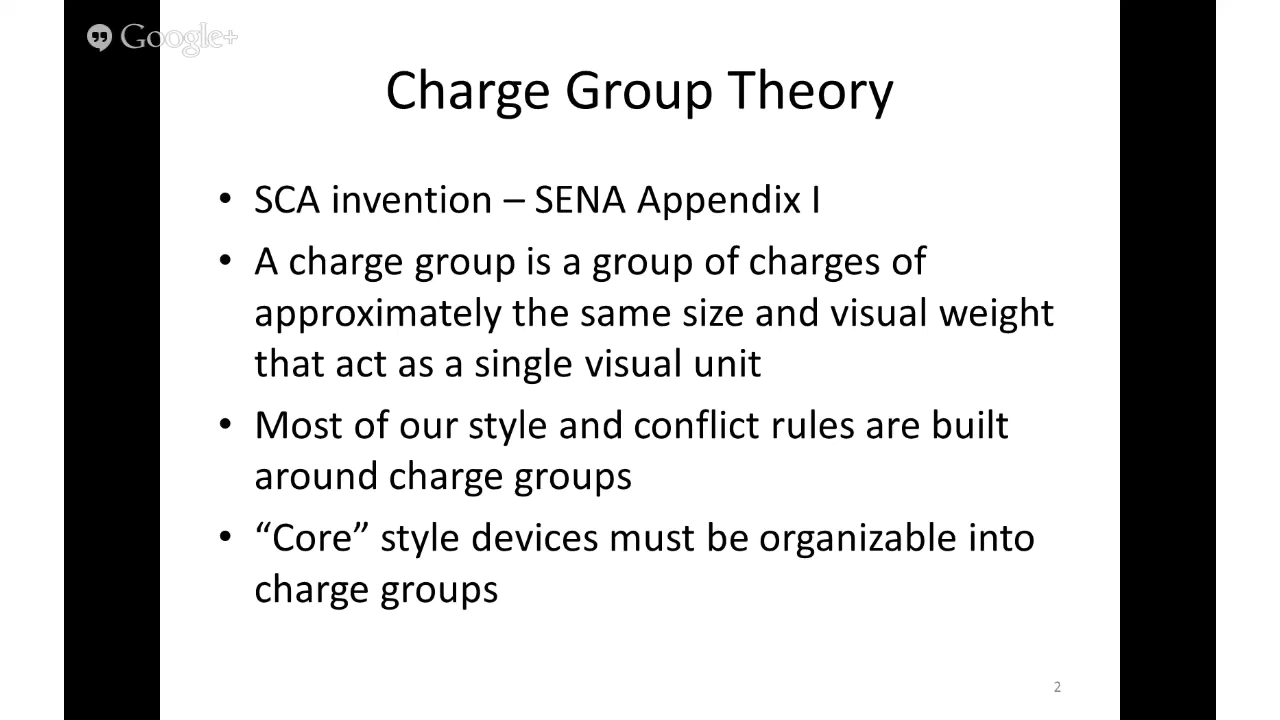 Google+
Charge Group Theory
• SCA invention – SENA Appendix I
• A charge group is a group of charges of
approximately the same size and visual weight
that act as a single visual unit
• Most of our style and conflict rules are built
around charge groups
• “Core” style devices must be organizable into
charge groups
2